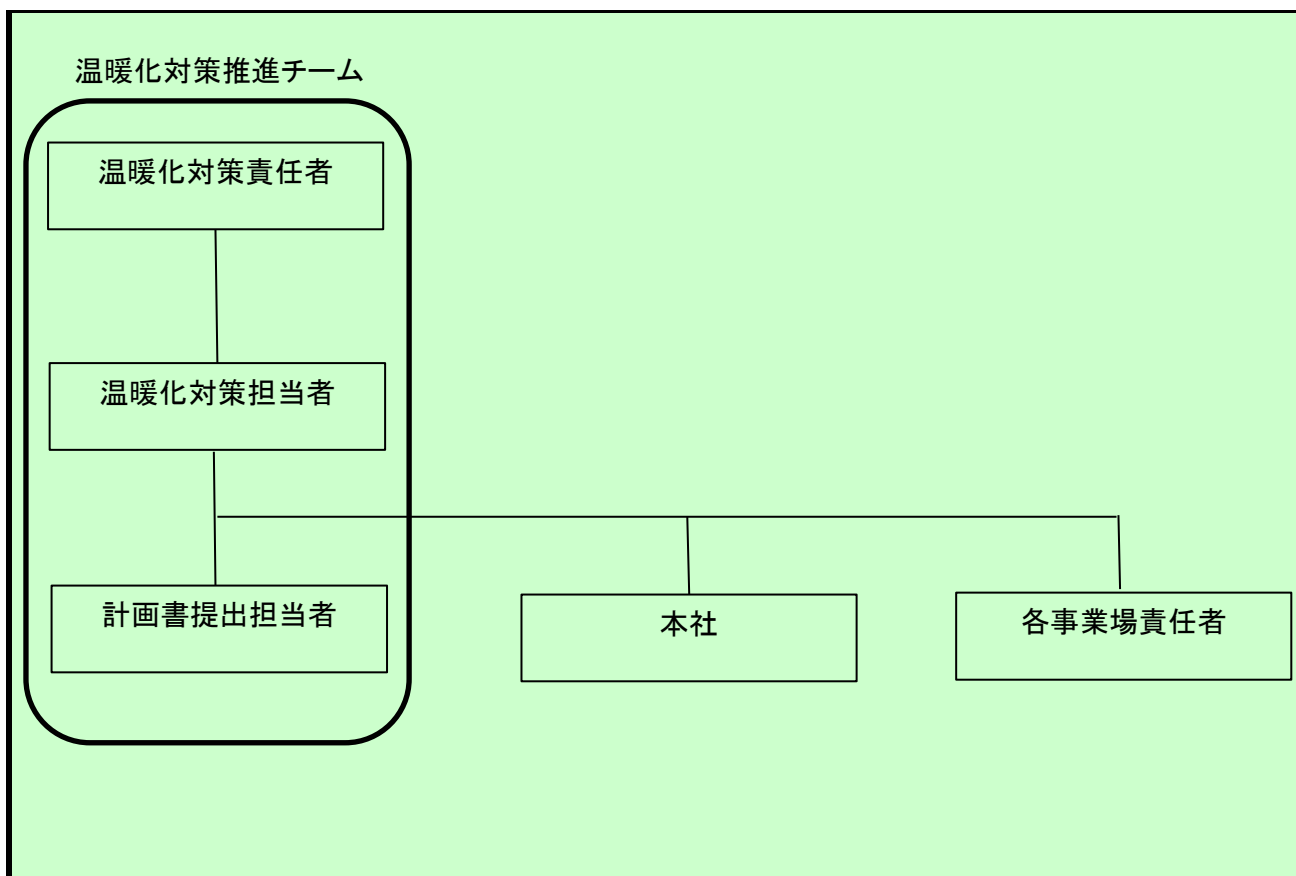 温暖化対策推進チーム
温暖化対策責任者
温暖化対策担当者
計画書提出担当者
本社
各事業場責任者